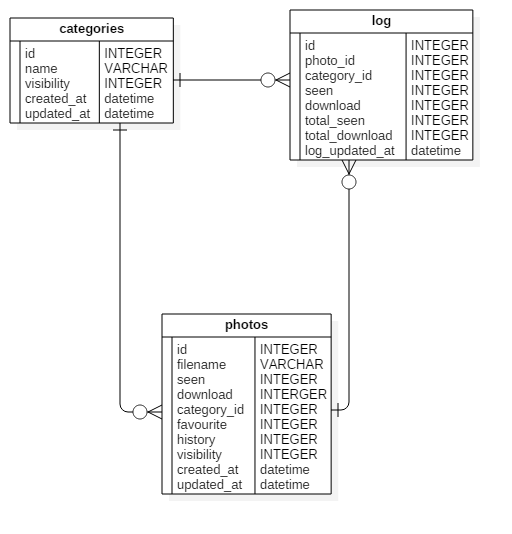 categories
id INTEGER
name VARCHAR
visibility INTEGER
created_at datetime
updated_at datetime
log
id INTEGER
photo_id INTEGER
category_id INTEGER
seen INTEGER
download INTEGER
total_seen INTEGER
total_download INTEGER
log_updated_at datetime
photos
id INTEGER
filename VARCHAR
seen INTEGER
download INTERGER
category_id INTEGER
favourite INTEGER
history INTEGER
visibility INTEGER
created_at datetime
updated_at datetime